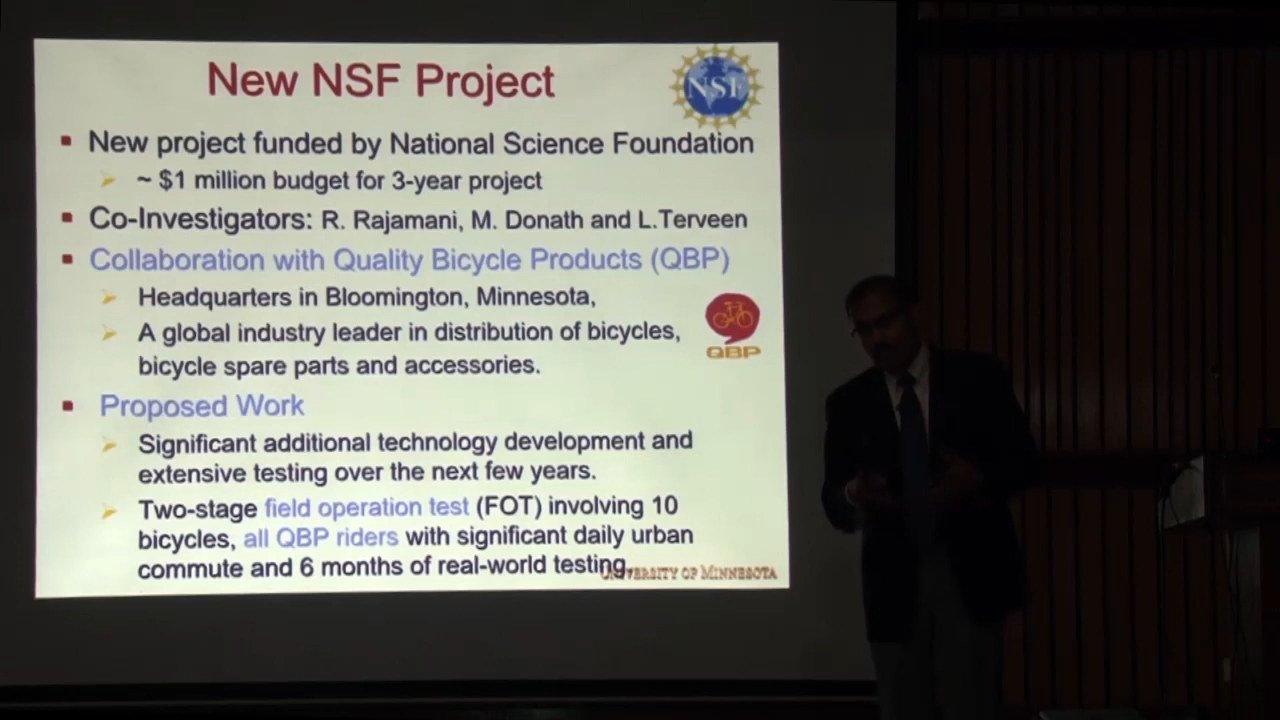 New NSF Project
NSF
New project funded by National Science Foundation
~ $1 million budget for 3-year project
Co-Investigators: R. Rajamani, M. Donath and L.Terveen
Collaboration with Quality Bicycle Products (QBP)
Headquarters in Bloomington, Minnesota,
A global industry leader in distribution of bicycles,
bicycle spare parts and accessories.
QBP
Proposed Work
Significant additional technology development and
extensive testing over the next few years.
Two-stage field operation test (FOT) involving 10
bicycles, all QBP riders with significant daily urban
commute and 6 months of real-world testing.
UNIVERSITY OF MINNESOTA